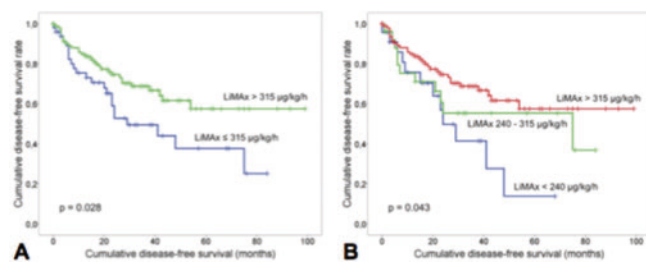 1,0
0,8
0,6
0,4
0,2
0,0
Cumulative disease-free survival rate
LiMAx > 315 µg/kg/h
LiMAx ≤ 315 µg/kg/h
p = 0.028
0 20 40 60 80 100
Cumulative disease-free survival (months)
A
1,0
0,8
0,6
0,4
0,2
0,0
Cumulative disease-free survival rate
LiMAx > 315 µg/kg/h
LiMAx 240 - 315 µg/kg/h
LiMAx < 240 µg/kg/h
p = 0.043
0 20 40 60 80 100
Cumulative disease-free survival (months)
B